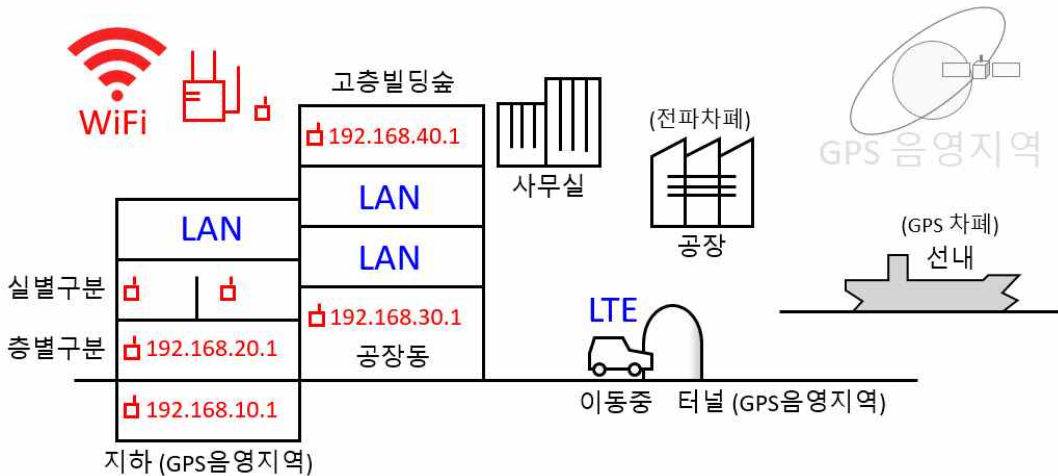 WiFi
고층빌딩숲
192.168.40.1
LAN
LAN
192.168.30.1
공장동
사무실
(전파차폐)
공장
GPS 음영지역
(GPS 차폐)
선내
LAN
실별구분
층별구분
192.168.20.1
192.168.10.1
지하 (GPS음영지역)
LTE
이동중
터널 (GPS음영지역)